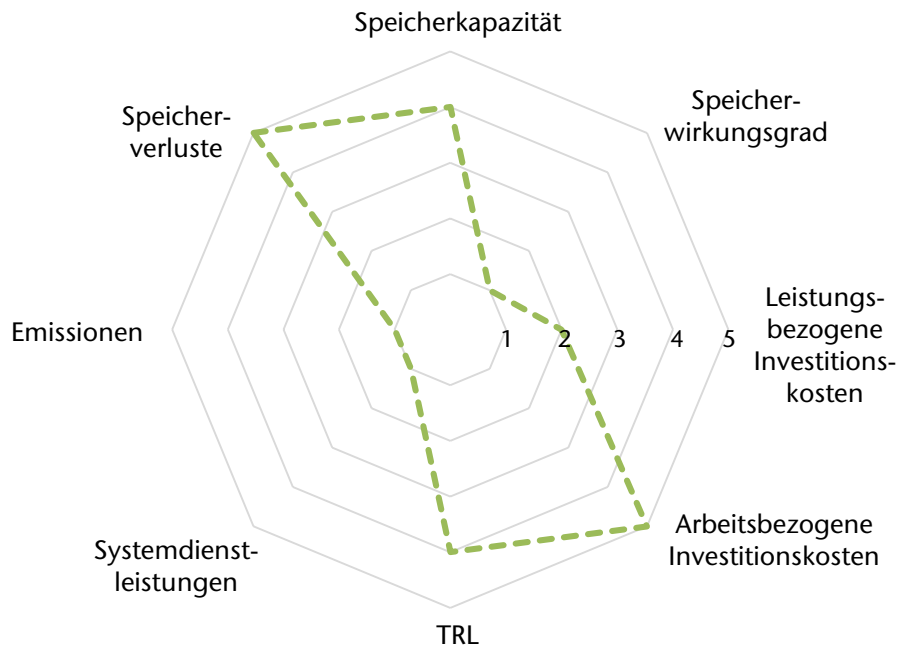 Speicherkapazität
Speicher-
wirkungsgrad
Leistungs-
bezogene
Investitions-
kosten
Arbeitsbezogene
Investitionskosten
TRL
Systemdienst-
leistungen
Emissionen
Speicher-
verluste
1 2 3 4 5